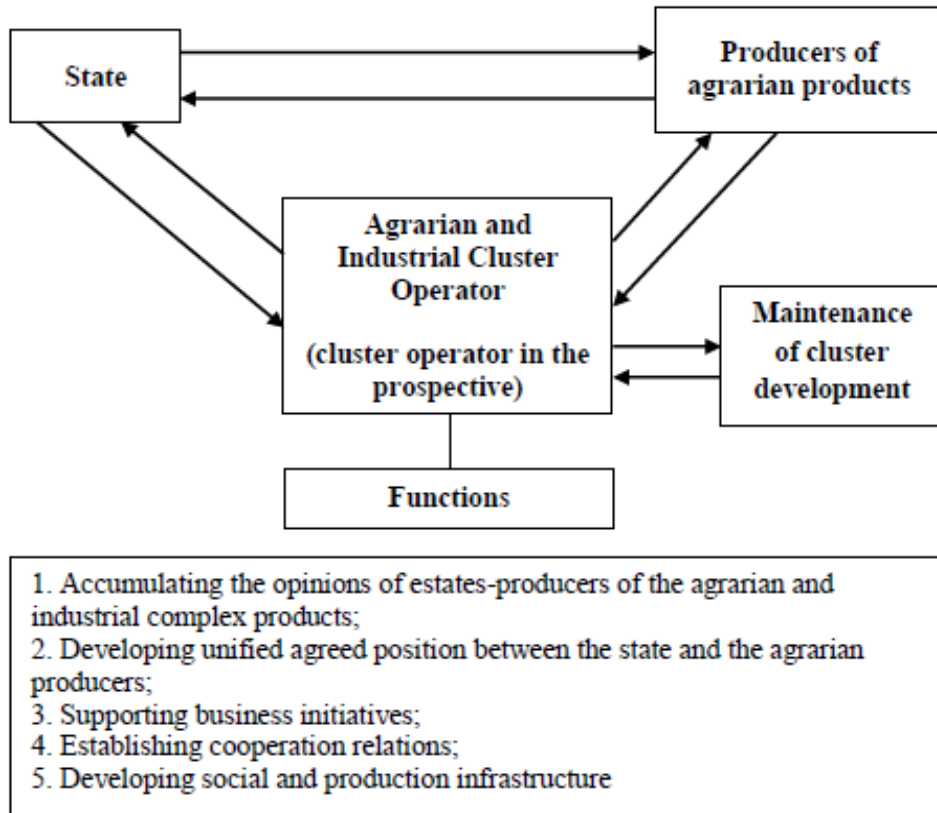 State
Producers of
agrarian products
Agrarian and
Industrial Cluster
Operator
(cluster operator in the
prospective)
Maintenance
of cluster
development
Functions
1. Accumulating the opinions of estates-producers of the agrarian and
industrial complex products;
2. Developing unified agreed position between the state and the agrarian
producers;
3. Supporting business initiatives;
4. Establishing cooperation relations;
5. Developing social and production infrastructure